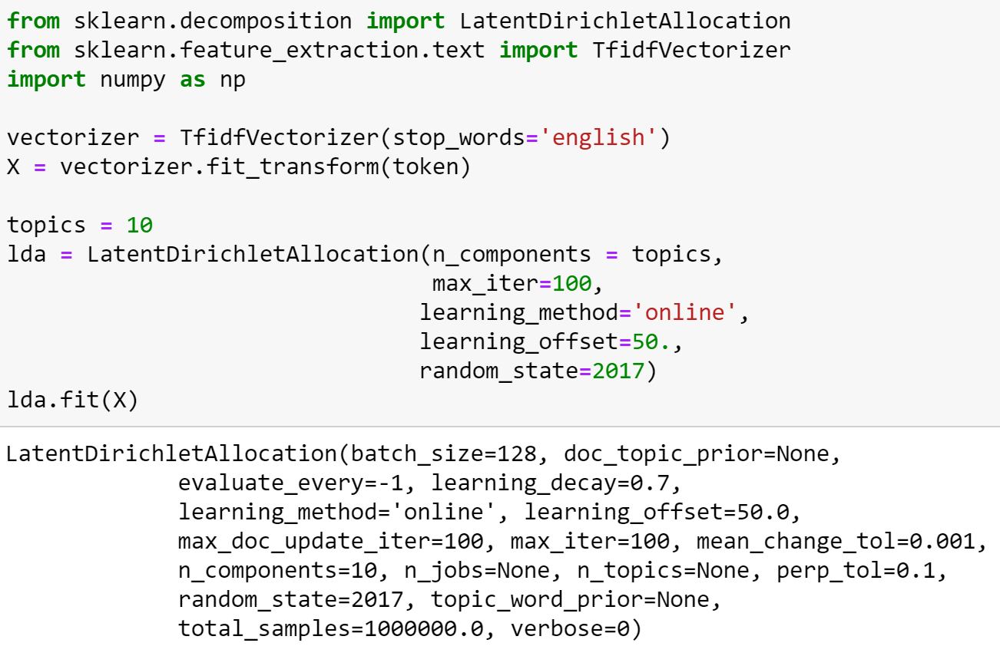 from sklearn.decomposition import LatentDirichletAllocation
from sklearn.feature_extraction.text import TfidfVectorizer
import numpy as np

vectorizer = TfidfVectorizer(stop_words='english')
X = vectorizer.fit_transform(token)

topics = 10
lda = LatentDirichletAllocation(n_components = topics,
                                max_iter=100,
                               learning_method='online',
                               learning_offset=50.,
                               random_state=2017)
lda.fit(X)
LatentDirichletAllocation(batch_size=128, doc_topic_prior=None,
             evaluate_every=-1, learning_decay=0.7,
             learning_method='online', learning_offset=50.0,
             max_doc_update_iter=100, max_iter=100, mean_change_tol=0.001,
             n_components=10, n_jobs=None, n_topics=None, perp_tol=0.1,
             random_state=2017, topic_word_prior=None,
             total_samples=1000000.0, verbose=0)